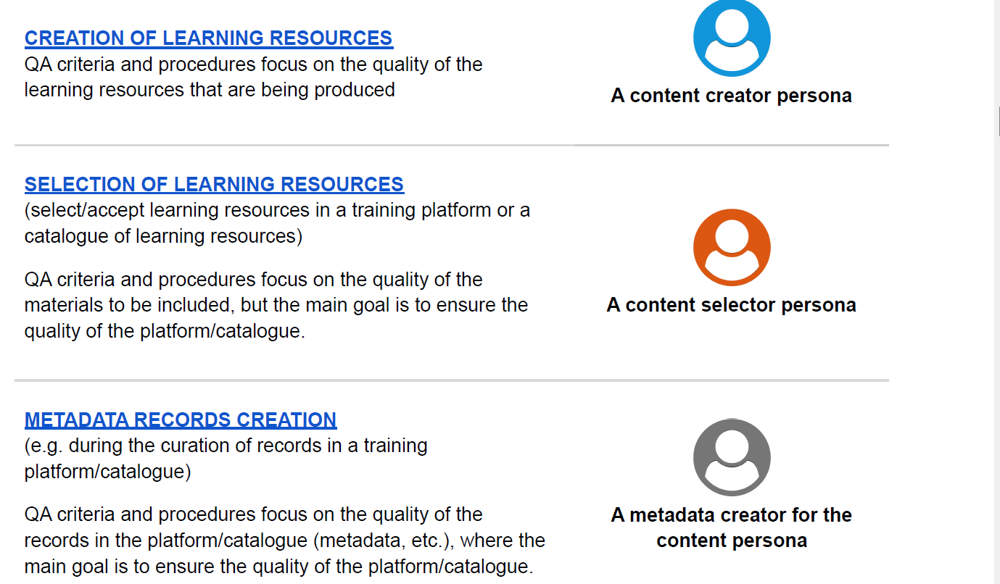 CREATION OF LEARNING RESOURCES
QA criteria and procedures focus on the quality of the
learning resources that are being produced
A content creator persona
SELECTION OF LEARNING RESOURCES
(select/accept learning resources in a training platform or a
catalogue of learning resources)
QA criteria and procedures focus on the quality of the
materials to be included, but the main goal is to ensure the
quality of the platform/catalogue.
A content selector persona
METADATA RECORDS CREATION
(e.g. during the curation of records in a training
platform/catalogue)
QA criteria and procedures focus on the quality of the
records in the platform/catalogue (metadata, etc.), where the
main goal is to ensure the quality of the platform/catalogue.
A metadata creator for the
content persona